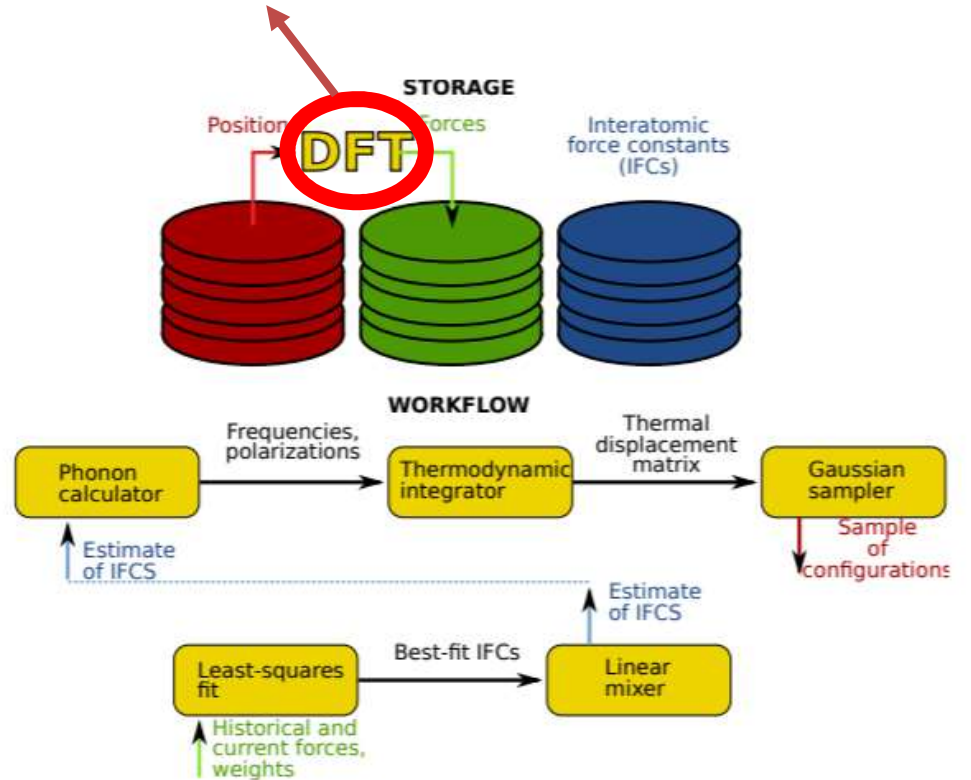 STORAGE
Position
DFT
Forces
Interatomic
force constants
(IFCs)
WORKFLOW
Frequencies,
polarizations
Thermal
displacement
matrix
Phonon
calculator
Thermodynamic
integrator
Gaussian
sampler
Estimate
of IFCS
Sample
of
configurations
Estimate
of IFCS
Best-fit IFCs
Least-squares
fit
Linear
mixer
Historical and
current forces,
weights